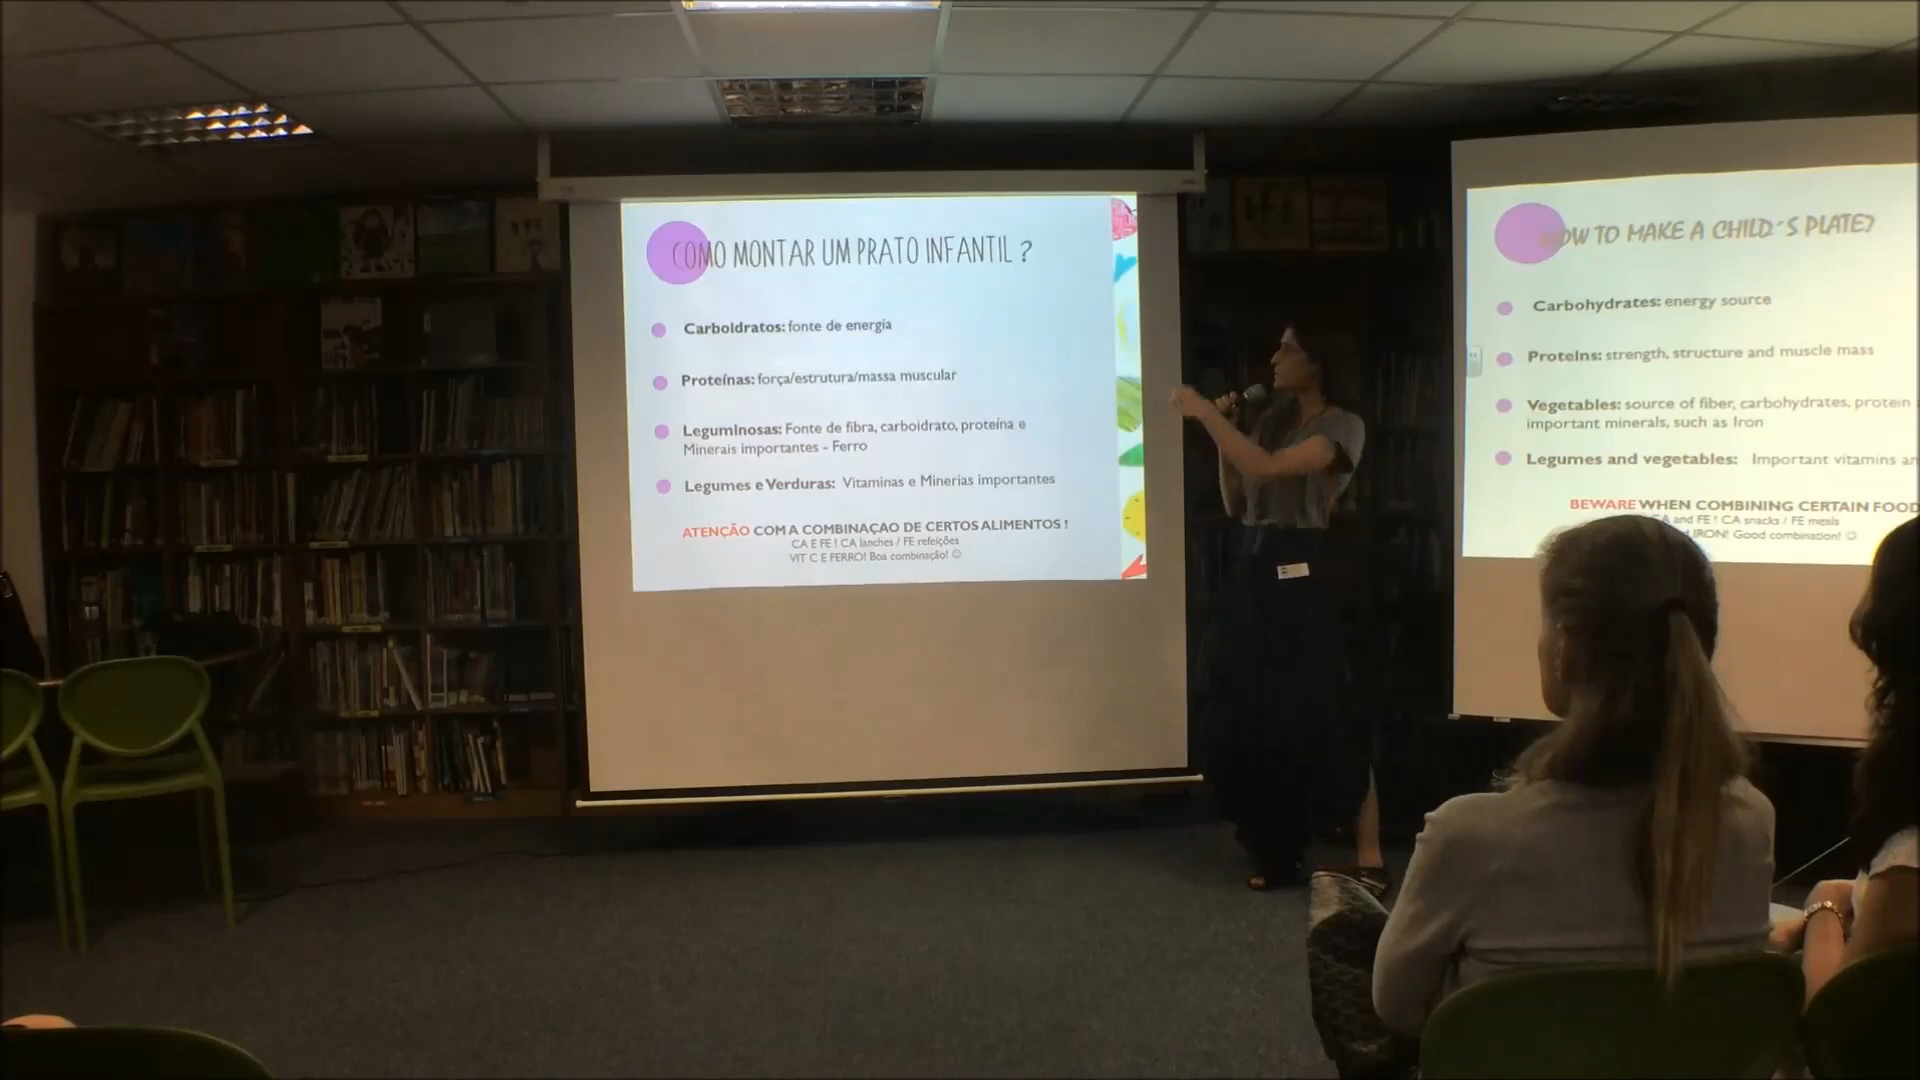 COMO MONTAR UM PRATO INFANTIL ?
Carboidratos: fonte de energia
Proteínas: força/estrutura/massa muscular
Leguminosas: Fonte de fibra, carboidrato, proteína e
Minerais importantes - Ferro
Legumes e Verduras: Vitaminas e Minerias importantes
ATENÇÃO COM A COMBINAÇAO DE CERTOS ALIMENTOS !
CA E FE ! CA lanches / FE refeições
VIT C E FERRO! Boa combinação! ☺
HOW TO MAKE A CHILD´S PLATE?
Carbohydrates: energy source
Proteins: strength, structure and muscle mass
Vegetables: source of fiber, carbohydrates, protein
important minerals, such as Iron
Legumes and vegetables: Important vitamins
BEWARE WHEN COMBINING CERTAIN FOOD
and FE ! CA snacks / FE meals
IRON! Good combination! ☺